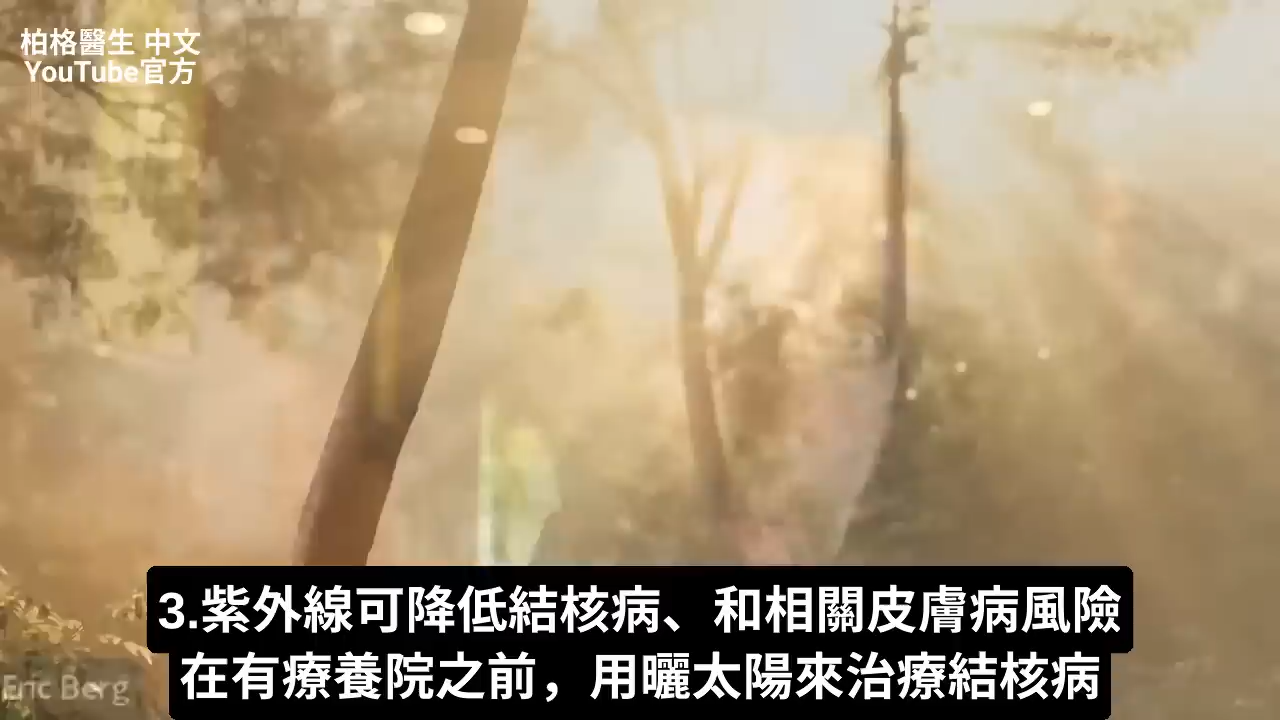 柏格醫生 中文
YouTube官方
3.紫外線可降低結核病、和相關皮膚病風險
在有療養院之前，用曬太陽來治療結核病
Eric Berg